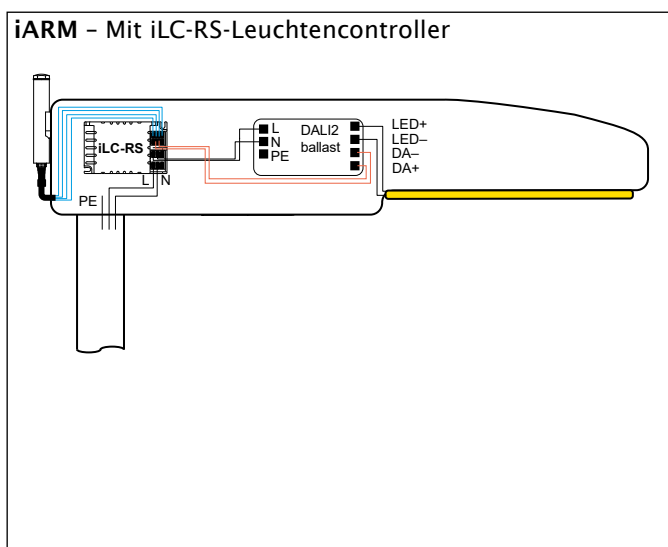 iARM – Mit iLC-RS-Leuchtencontroller
iLC-RS
L
N
PE
DALI2
ballast
LED+
LED–
DA–
DA+
L N
PE